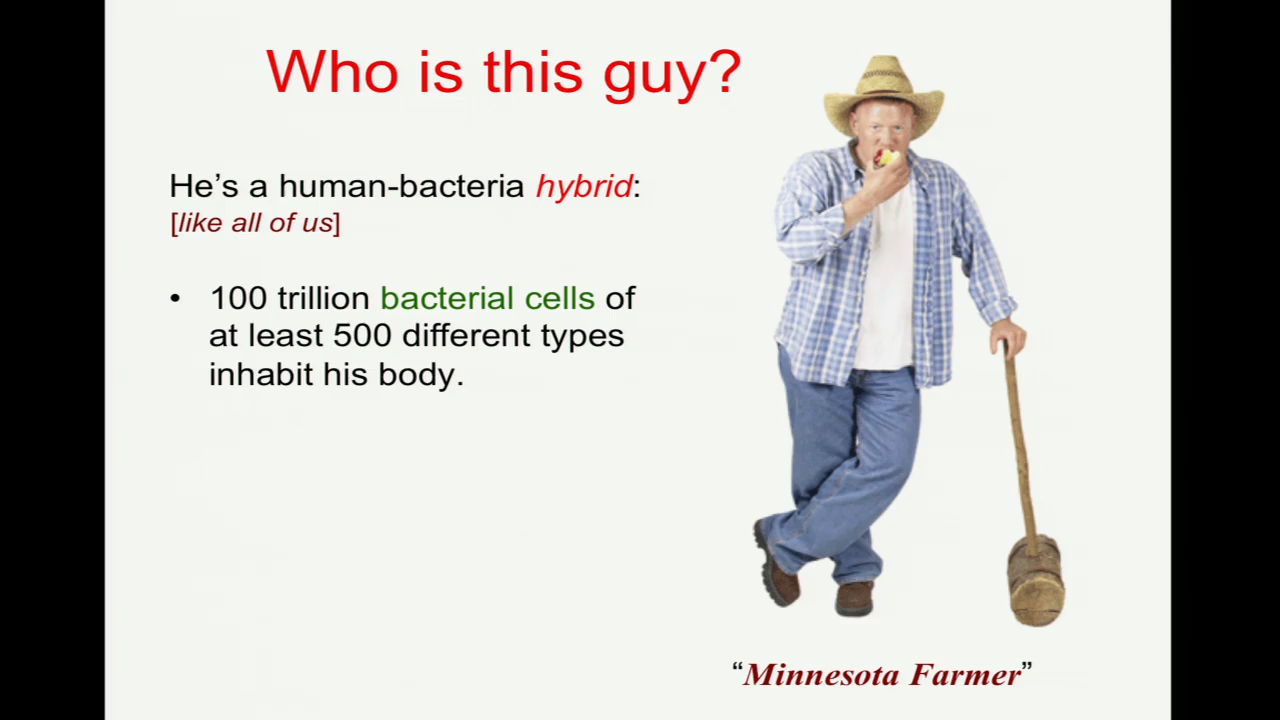 Who is this guy?
He’s a human-bacteria hybrid:
[like all of us]
• 100 trillion bacterial cells of
at least 500 different types
inhabit his body.
“Minnesota Farmer”